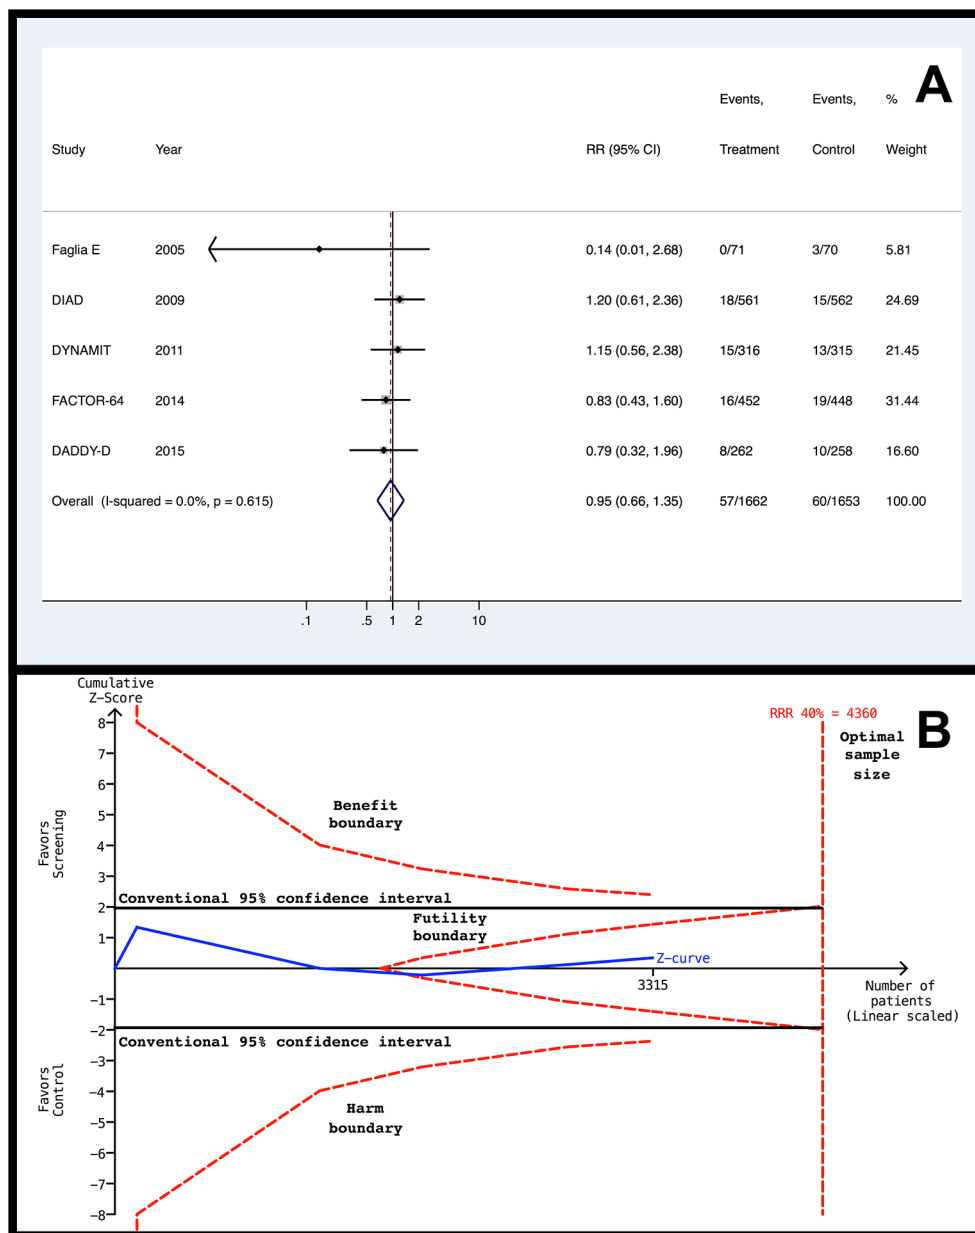 A
Events, Events, %
Study Year RR (95% CI) Treatment Control Weight
Faglia E 2005 0.14 (0.01, 2.68) 0/71 3/70 5.81
DIAD 2009 1.20 (0.61, 2.36) 18/561 15/562 24.69
DYNAMIT 2011 1.15 (0.56, 2.38) 15/316 13/315 21.45
FACTOR-64 2014 0.83 (0.43, 1.60) 16/452 19/448 31.44
DADDY-D 2015 0.79 (0.32, 1.96) 8/262 10/258 16.60
Overall (I-squared = 0.0%, p = 0.615) 0.95 (0.66, 1.35) 57/1662 60/1653 100.00
.1 .5 1 2 10
B
Cumulative
Z-Score
RRR 40% = 4360
Optimal
sample
size
8
7
6
5
4
3
2
1
-1
-2
-3
-4
-5
-6
-7
-8
Favors
Screening
Favors
Control
Benefit
boundary
Conventional 95% confidence interval
Futility
boundary
Z-curve
3315
Number of
patients
(Linear scaled)
Conventional 95% confidence interval
Harm
boundary